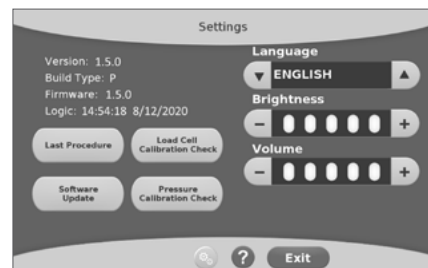 Settings
Version: 1.5.0
Build Type: P
Firmware: 1.5.0
Logic: 14:54:18 8/12/2020
Last Procedure
Load Cell
Calibration Check
Software
Update
Pressure
Calibration Check
Language
ENGLISH
Brightness
Volume
?
Exit